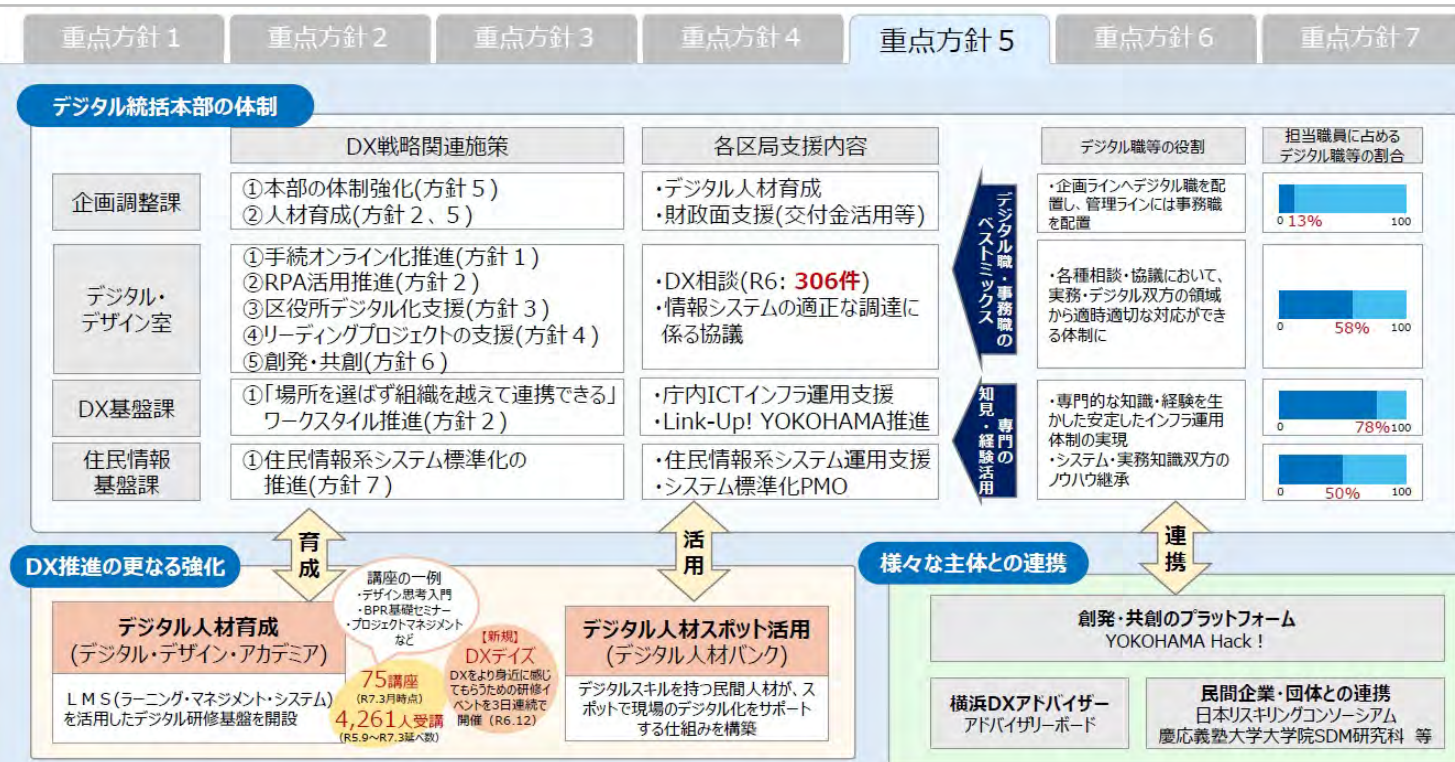 重点方針1
重点方針2
重点方針3
重点方針4
重点方針5
重点方針6
重点方針7
デジタル統括本部の体制
DX戦略関連施策
各区局支援内容
デジタル職等の役割
担当職員に占める
デジタル職等の割合
企画調整課
①本部の体制強化(方針5)
②人材育成(方針2、5)
・デジタル人材育成
・財政面支援(交付金活用等)
・企画ラインへデジタル職を配
置し、管理ラインには事務職
を配置
0 13% 100
デジタル・
デザイン室
①手続オンライン化推進(方針1)
②RPA活用推進(方針2)
③区役所デジタル化支援(方針3)
④リーディングプロジェクトの支援(方針4)
⑤創発・共創(方針6)
・DX相談(R6: 306件)
・情報システムの適正な調達に
係る協議
デジタル職・事務職の
ベストミックス
・各種相談・協議において、
実務・デジタル双方の領域
から適時適切な対応ができ
る体制に
0 58% 100
DX基盤課
①「場所を選ばず組織を越えて連携できる」
ワークスタイル推進(方針2)
・庁内ICTインフラ運用支援
・Link-Up! YOKOHAMA推進
専門の
知見・経験活用
・専門的な知識・経験を生
かした安定したインフラ運用
体制の実現
・システム・実務知識双方の
ノウハウ継承
0 78% 100
住民情報
基盤課
①住民情報系システム標準化の
推進(方針7)
・住民情報系システム運用支援
・システム標準化PMO
0 50% 100
育成
活用
連携
DX推進の更なる強化
デジタル人材育成
(デジタル・デザイン・アカデミア)
LMS(ラーニング・マネジメント・システム)
を活用したデジタル研修基盤を開設
講座の一例
・デザイン思考入門
・BPR基礎セミナー
・プロジェクトマネジメント
など
75講座
(R7.3月時点)
4,261人受講
(R5.9~R7.3延べ数)
【新規】
DXデイズ
DXをより身近に感じ
てもらうための研修イ
ベントを3日連続で
開催(R6.12)
デジタル人材スポット活用
(デジタル人材バンク)
デジタルスキルを持つ民間人材が、ス
ポットで現場のデジタル化をサポート
する仕組みを構築
様々な主体との連携
創発・共創のプラットフォーム
YOKOHAMA Hack!
横浜DXアドバイザー
アドバイザリーボード
民間企業・団体との連携
日本リスキリングコンソーシアム
慶応義塾大学大学院SDM研究科 等